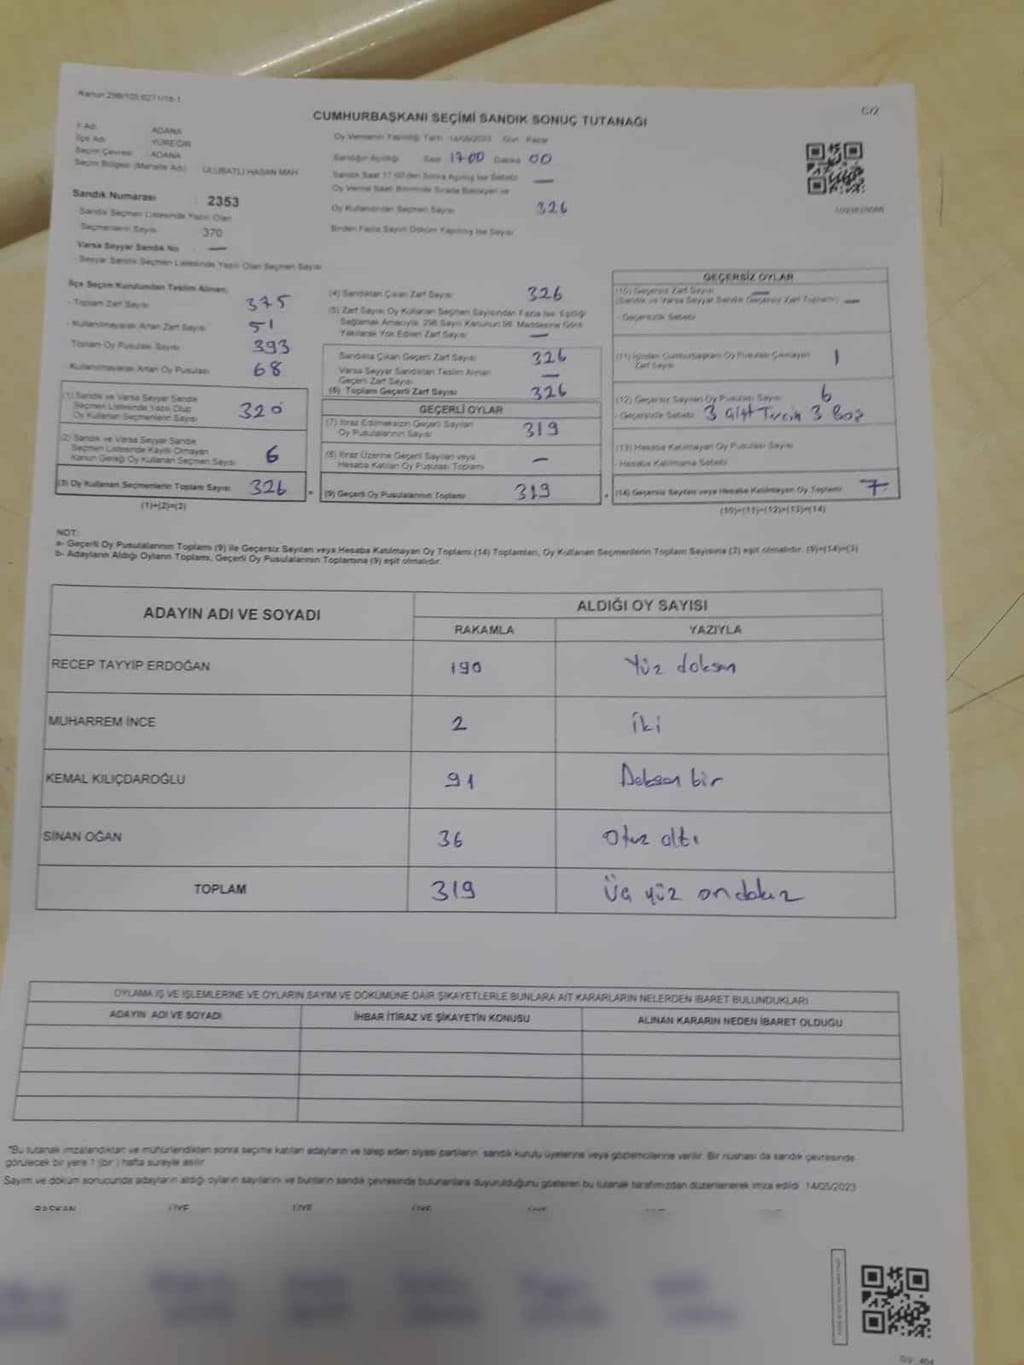 Kanun:298/105;6271/16-1
C/2
CUMHURBAŞKANI SEÇİMİ SANDIK SONUÇ TUTANAĞI
İl Adı ADANA
İlçe Adı YÜREĞİR
Seçim Çevresi : ADANA
Seçim Bölgesi (Mahalle Adı) ULUBATLI HASAN MAH
Oy Vermenin Yapıldığı Tarih 14/05/2023 Gün: Pazar
Sandığın Açıldığı Saat 17:00 Dakika 00
Sandık Saat 17:00'den Sonra Açılmış İse Sebebi —
Oy Verme Saati Bitiminde Sırada Bekleyen ve
Oy Kullandırılan Seçmen Sayısı 326
Birden Fazla Sayım Döküm Yapılmış İse Sayısı
Sandık Numarası : 2353
- Sandık Seçmen Listesinde Yazılı Olan
Seçmenlerin Sayısı 370
Varsa Seyyar Sandık No —
- Seyyar Sandık Seçmen Listesinde Yazılı Olan Seçmen Sayısı
İlçe Seçim Kurulundan Teslim Alınan;
- Toplam Zarf Sayısı 375
- Kullanılmayarak Artan Zarf Sayısı 51
Toplam Oy Pusulası Sayısı 393
Kullanılmayarak Artan Oy Pusulası 68
(1) Sandık ve Varsa Seyyar Sandık
Seçmen Listesinde Yazılı Olup
Oy Kullanan Seçmenlerin Sayısı 320
(2) Sandık ve Varsa Seyyar Sandık
Seçmen Listesinde Kayıtlı Olmayan
Kanun Gereği Oy Kullanan Seçmen Sayısı 6
(3) Oy Kullanan Seçmenlerin Toplam Sayısı 326
(1)+(2)=(3)
(4) Sandıktan Çıkan Zarf Sayısı 326
(5) Zarf Sayısı Oy Kullanan Seçmen Sayısından Fazla İse, Eşitliği
Sağlamak Amacıyla; 298 Sayılı Kanunun 98. Maddesine Göre
Yakılarak Yok Edilen Zarf Sayısı —
Sandıkta Çıkan Geçerli Zarf Sayısı 326
Varsa Seyyar Sandıktan Teslim Alınan
Geçerli Zarf Sayısı —
(6) Toplam Geçerli Zarf Sayısı 326
GEÇERLİ OYLAR
(7) İtiraz Edilmeksizin Geçerli Sayılan
Oy Pusulalarının Sayısı 319
(8) İtiraz Üzerine Geçerli Sayılan veya
Hesaba Katılan Oy Pusulası Toplamı —
= (9) Geçerli Oy Pusulalarının Toplamı 319
GEÇERSİZ OYLAR
(10) Geçersiz Zarf Sayısı —
(Sandık ve Varsa Seyyar Sandık Geçersiz Zarf Toplamı) —
- Geçersizlik Sebebi
(11) İçinden Cumhurbaşkanı Oy Pusulası Çıkmayan
Zarf Sayısı 1
(12) Geçersiz Sayılan Oy Pusulası Sayısı 6
- Geçersizlik Sebebi 3 Çift Tercih 3 Boş
(13) Hesaba Katılmayan Oy Pusulası Sayısı
- Hesaba Katılmama Sebebi
+ (14) Geçersiz Sayılan veya Hesaba Katılmayan Oy Toplamı 7
(10)+(11)+(12)+(13)=(14)
NOT:
a- Geçerli Oy Pusulalarının Toplamı (9) ile Geçersiz Sayılan veya Hesaba Katılmayan Oy Toplamı (14) Toplamları, Oy Kullanan Seçmenlerin Toplam Sayısına (3) eşit olmalıdır. (9)+(14)=(3)
b- Adayların Aldığı Oyların Toplamı, Geçerli Oy Pusulalarının Toplamına (9) eşit olmalıdır.
ADAYIN ADI VE SOYADI
ALDIĞI OY SAYISI
RAKAMLA YAZIYLA
RECEP TAYYİP ERDOĞAN 190 Yüz doksan
MUHARREM İNCE 2 iki
KEMAL KILIÇDAROĞLU 91 Doksan bir
SİNAN OĞAN 36 Otuz altı
TOPLAM 319 Üç yüz ondokuz
OYLAMA İŞ VE İŞLEMLERİNE VE OYLARIN SAYIM VE DÖKÜMÜNE DAİR ŞİKAYETLERLE BUNLARA AİT KARARLARIN NELERDEN İBARET BULUNDUKLARI
ADAYIN ADI VE SOYADI İHBAR İTİRAZ VE ŞİKAYETİN KONUSU ALINAN KARARIN NEDEN İBARET OLDUĞU
"Bu tutanak imzalandıktan ve mühürlendikten sonra seçime katılan adayların ve talep eden siyasi partilerin sandık kurulu üyelerine veya gözlemcilerine verilir. Bir nüshası da sandık çevresinde
görülecek bir yere 1 (bir) hafta süreyle asılır.
Sayım ve döküm sonucunda adayların aldığı oyların sayılarını ve bunların sandık çevresinde bulunanlara duyurulduğunu gösteren bu tutanak tarafımızdan düzenlenerek imza edildi. 14/05/2023
BAŞKAN ÜYE ÜYE ÜYE ÜYE